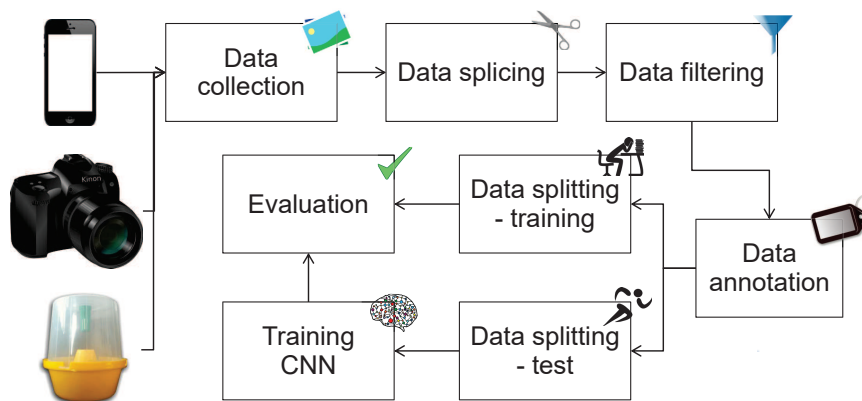 Data
collection
Data splicing
Data filtering
Kinon
Evaluation
Data splitting
- training
Data
annotation
Training
CNN
Data splitting
- test